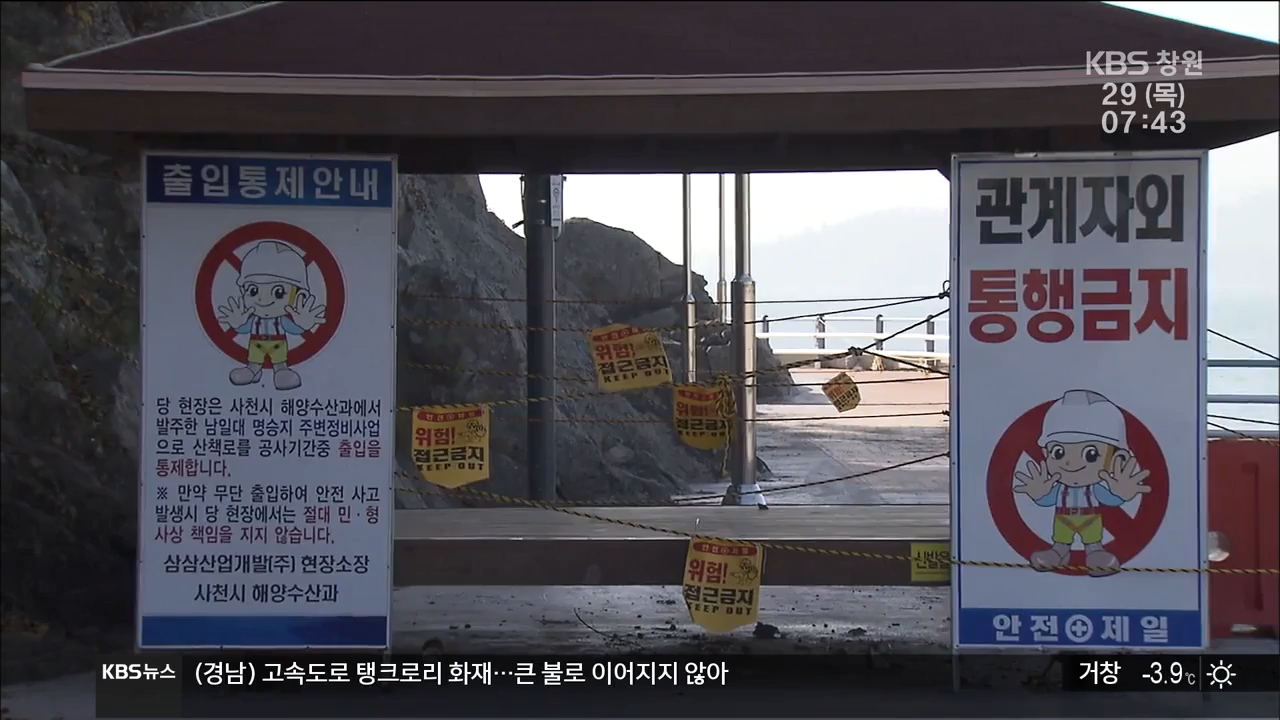 KBS 창원
29 (목)
07:43
출입통제안내
당 현장은 사천시 해양수산과에서
발주한 남일대 명승지 주변정비사업
으로 산책로를 공사기간중 출입을
통제합니다.
※ 만약 무단 출입하여 안전 사고
발생시 당 현장에서는 절대 민·형
사상 책임을 지지 않습니다.
삼삼산업개발(주) 현장소장
사천시 해양수산과
관계자외
통행금지
안전제일
위험!
접근금지
KEEP OUT
위험!
접근금지
KEEP OUT
위험!
접근금지
KEEP OUT
위험!
접근금지
KEEP OUT
KBS뉴스 (경남) 고속도로 탱크로리 화재…큰 불로 이어지지 않아
거창 -3.9℃